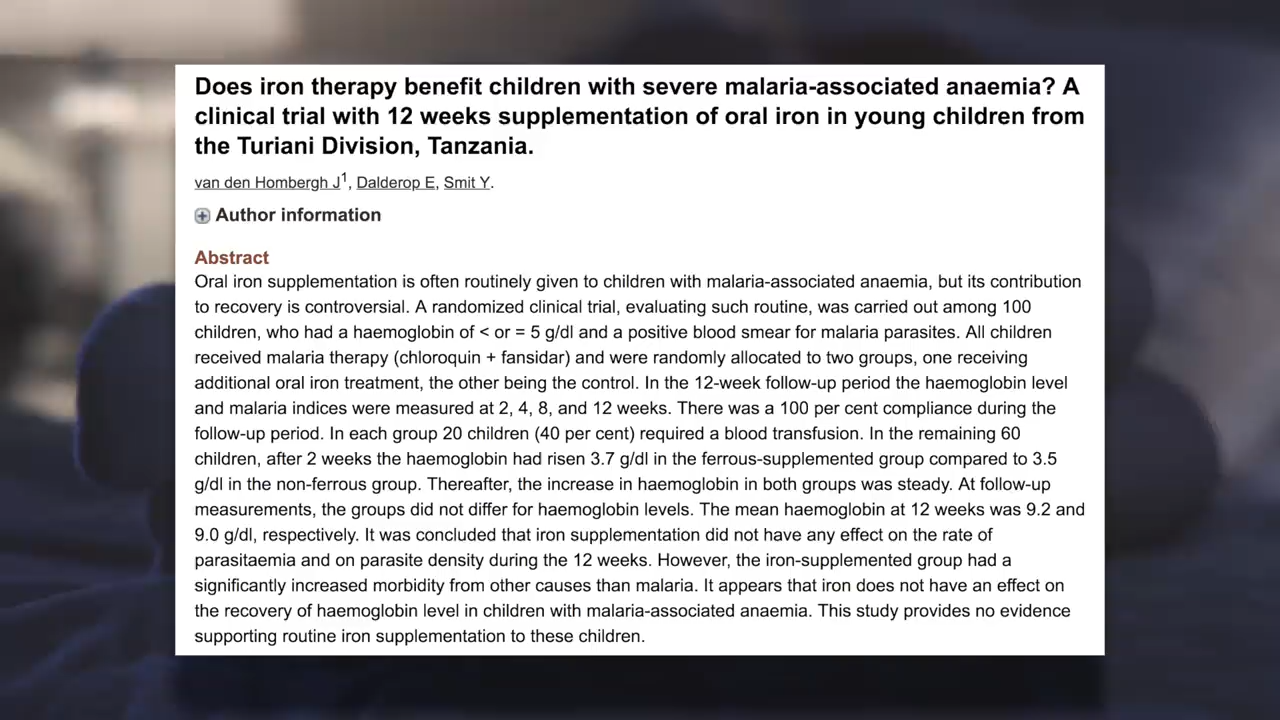 Does iron therapy benefit children with severe malaria-associated anaemia? A
clinical trial with 12 weeks supplementation of oral iron in young children from
the Turiani Division, Tanzania.
van den Hombergh J1, Dalderop E, Smit Y.
Author information
Abstract
Oral iron supplementation is often routinely given to children with malaria-associated anaemia, but its contribution
to recovery is controversial. A randomized clinical trial, evaluating such routine, was carried out among 100
children, who had a haemoglobin of < or = 5 g/dl and a positive blood smear for malaria parasites. All children
received malaria therapy (chloroquin + fansidar) and were randomly allocated to two groups, one receiving
additional oral iron treatment, the other being the control. In the 12-week follow-up period the haemoglobin level
and malaria indices were measured at 2, 4, 8, and 12 weeks. There was a 100 per cent compliance during the
follow-up period. In each group 20 children (40 per cent) required a blood transfusion. In the remaining 60
children, after 2 weeks the haemoglobin had risen 3.7 g/dl in the ferrous-supplemented group compared to 3.5
g/dl in the non-ferrous group. Thereafter, the increase in haemoglobin in both groups was steady. At follow-up
measurements, the groups did not differ for haemoglobin levels. The mean haemoglobin at 12 weeks was 9.2 and
9.0 g/dl, respectively. It was concluded that iron supplementation did not have any effect on the rate of
parasitaemia and on parasite density during the 12 weeks. However, the iron-supplemented group had a
significantly increased morbidity from other causes than malaria. It appears that iron does not have an effect on
the recovery of haemoglobin level in children with malaria-associated anaemia. This study provides no evidence
supporting routine iron supplementation to these children.